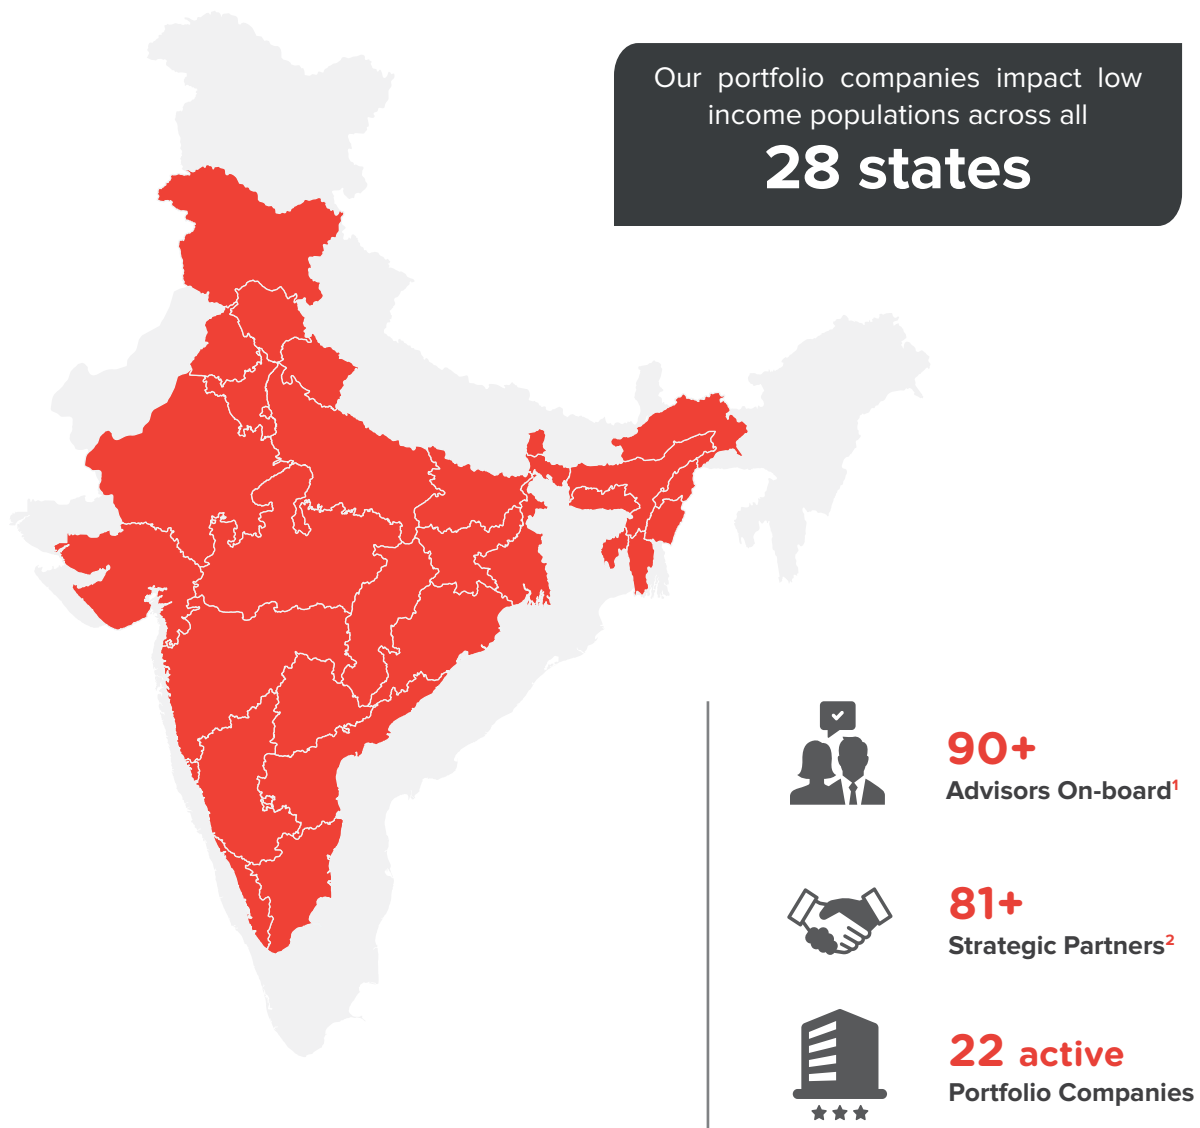 Our portfolio companies impact low
income populations across all
28 states
90+
Advisors On-board¹
81+
Strategic Partners²
22 active
Portfolio Companies